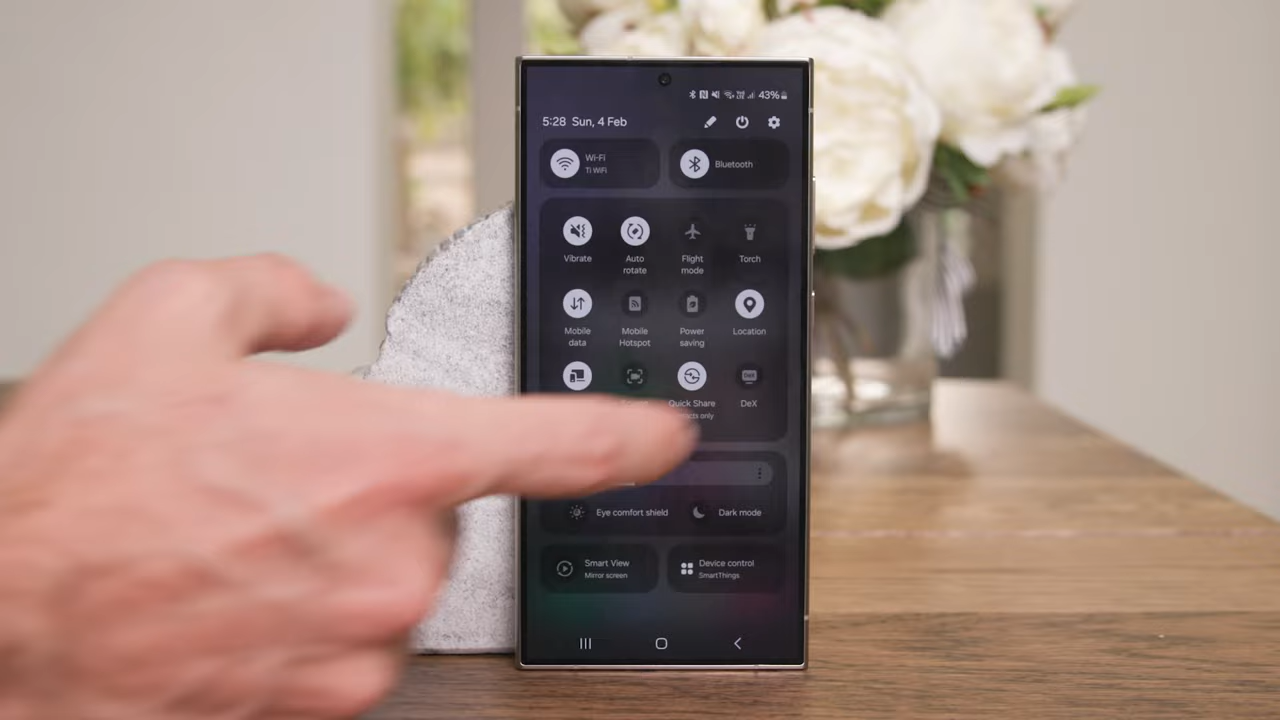 43%
5:28 Sun, 4 Feb
Wi-Fi
Ti WiFi
Bluetooth
Vibrate
Auto
rotate
Flight
mode
Torch
Mobile
data
Mobile
Hotspot
Power
saving
Location
Quick Share
only
DeX
DeX
Eye comfort shield
Dark mode
Smart View
Mirror screen
Device control
SmartThings